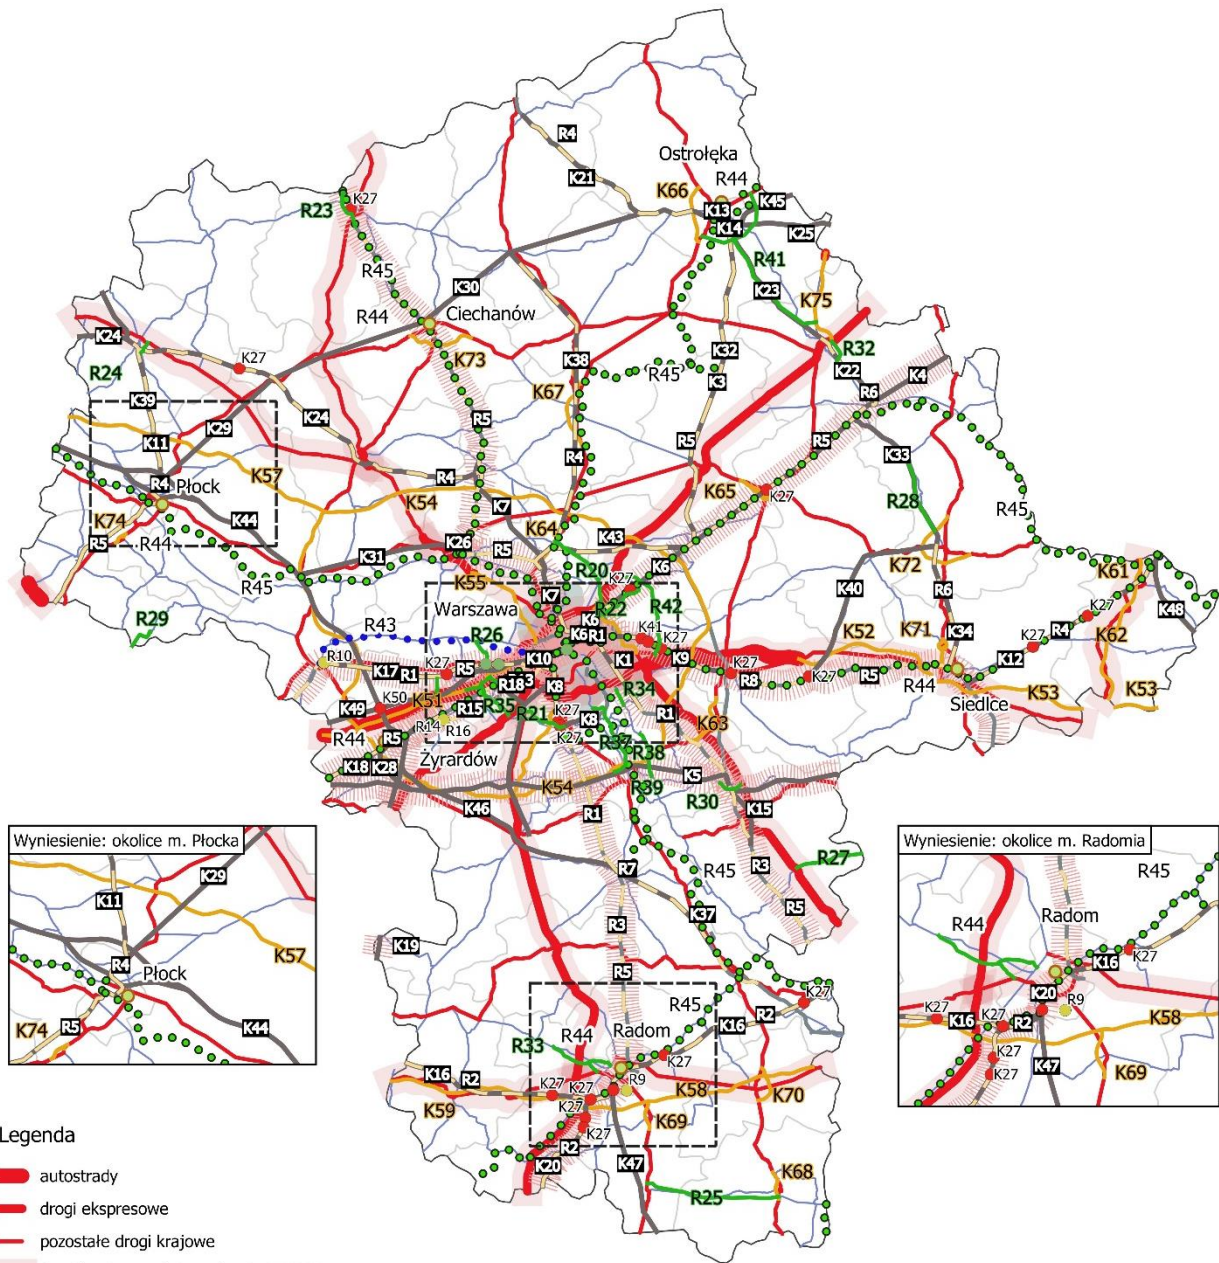 R4
Ostrołęka
K21
K66
R44
K45
K13
K14
K25
R23
K27
R45
R41
K23
K75
K30
R44
Ciechanów
K24
K27
R24
K73
K38
K32
R32
K22
K39
K67
R45
K3
R6
K4
K24
K29
R5
K11
R5
R5
K33
K57
R4
R4
R4
Płock
K54
K7
K65
K27
R28
K74
K44
K64
R45
R5
R44
K26
R5
K43
K31
K6
K72
R45
K55
R20
K27
K61
R29
Warszawa
K7
R22
R42
K40
R6
K27
K48
R43
R26
K6
K6
R1
K41
K27
K52
K71
K34
K27
R4
K62
R10
K17
R1
K27
R5
K10
K1
K9
K27
R8
K27
R5
K12
R44
K53
K53
K50
K51
R18
K8
R34
Siedlce
K49
R15
R35
R21
K27
K8
R1
K63
R14
R16
K27
R37
R44
R5
Żyrardów
R38
K18
K28
K54
R39
K5
R30
K15
K46
R1
R3
R27
R7
R45
K37
R5
K19
R3
R5
R45
K27
R44
Radom
K16
R2
R33
K27
K16
R2
K27
K27
R9
K58
K59
K27
K70
K69
K27
R2
K20
K47
K68
R25
Wyniesienie: okolice m. Płocka
K29
K11
K57
R4
Płock
K74
R5
K44
Wyniesienie: okolice m. Radomia
R45
R44
Radom
K16
K27
K20
R9
K27
K16
K27
R2
K58
K27
K27
K47
K69
Legenda
autostrady
drogi ekspresowe
pozostałe drogi krajowe